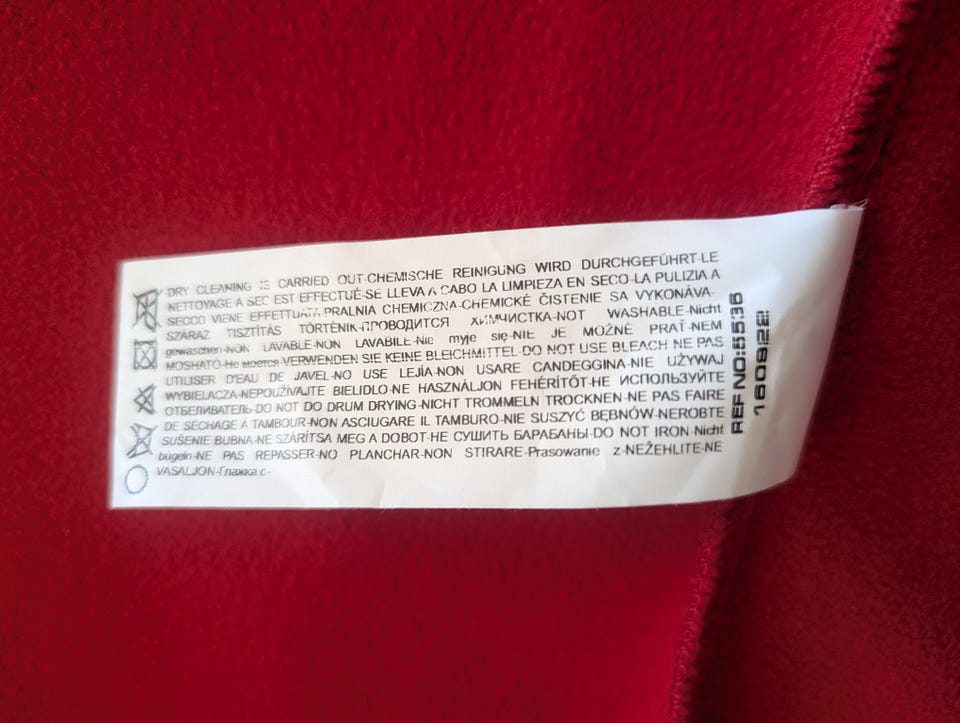 DRY CLEANING IS CARRIED OUT-CHEMISCHE REINIGUNG WIRD DURCHGEFÜHRT-LE
NETTOYAGE A SEC EST EFFECTUÉ-SE LLEVA A CABO LA LIMPIEZA EN SECO-LA PULIZIA A
SECCO VIENE EFFETTUATA PRALNIA CHEMICZNA-CHEMICKÉ ČISTENIE SA VYKONÁVA-
SZÁRAZ TISZTÍTÁS TÖRTÉNIK-ПРОВОДИТСЯ ХИМЧИСТКА-NOT WASHABLE-Nicht
gewaschen-NON LAVABLE-NON LAVABILE-Nie myje się-NIE JE MOŽNÉ PRAŤ-NEM
MOSHATÓ-Не моется-VERWENDEN SIE KEINE BLEICHMITTEL-DO NOT USE BLEACH NE PAS
UTILISER D'EAU DE JAVEL-NO USE LEJÍA-NON USARE CANDEGGINA-NIE UŻYWAJ
WYBIELACZA-NEPOUŽÍVAJTE BIELIDLO-NE HASZNÁLJON FEHÉRÍTŐT-НЕ ИСПОЛЬЗУЙТЕ
ОТБЕЛИВАТЕЛЬ-DO NOT DO DRUM DRYING-NICHT TROMMELN TROCKNEN-NE PAS FAIRE
DE SÉCHAGE À TAMBOUR-NON ASCIUGARE IL TAMBURO-NIE SUSZYĆ BĘBNÓW-NEROBTE
SUŠENIE BUBNA-NE SZÁRÍTSA MEG A DOBOT-НЕ СУШИТЬ БАРАБАНЫ-DO NOT IRON-Nicht
bügeln-NE PAS REPASSER-NO PLANCHAR-NON STIRARE-Prasowanie z-NEŽEHLITE-NE
VASALJON-Глажка с-
REF NO:5536
160922